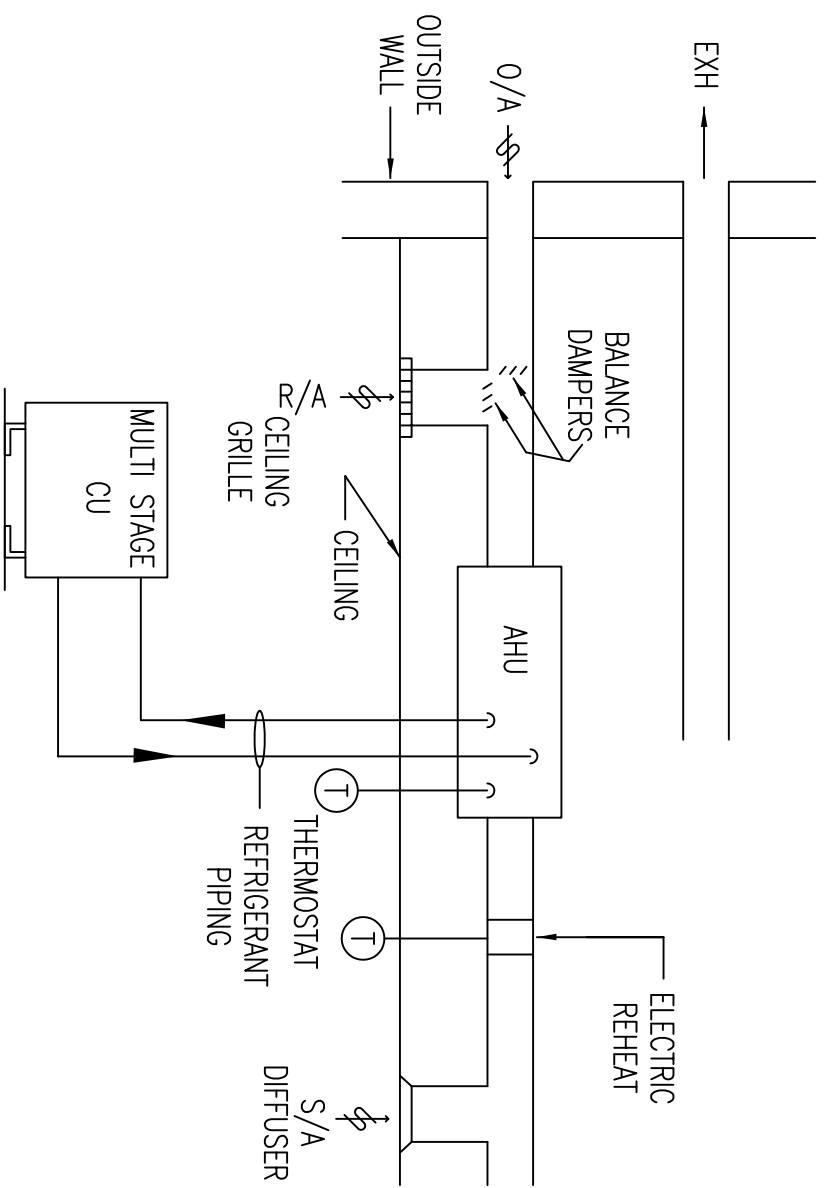 EXH
O/A
OUTSIDE
WALL
BALANCE
DAMPERS
R/A
CEILING
GRILLE
CEILING
MULTI STAGE
CU
AHU
T
T
THERMOSTAT
REFRIGERANT
PIPING
ELECTRIC
REHEAT
S/A
DIFFUSER